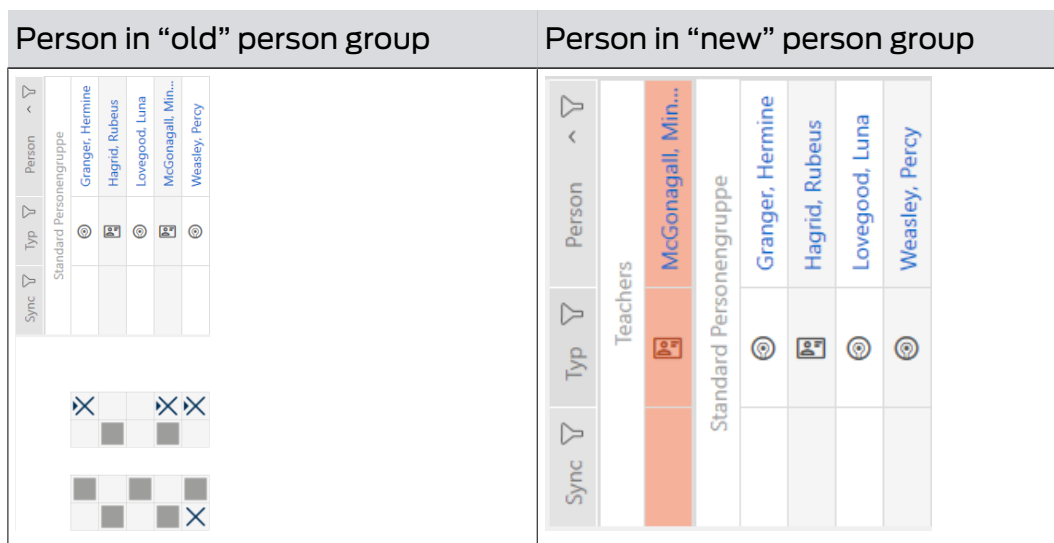 Person in “old” person group
Person in “new” person group
Sync Typ Person
Standard Personengruppe
Granger, Hermine
Hagrid, Rubeus
Lovegood, Luna
McGonagall, Min...
Weasley, Percy
Sync Typ Person
Teachers
McGonagall, Min...
Standard Personengruppe
Granger, Hermine
Hagrid, Rubeus
Lovegood, Luna
Weasley, Percy